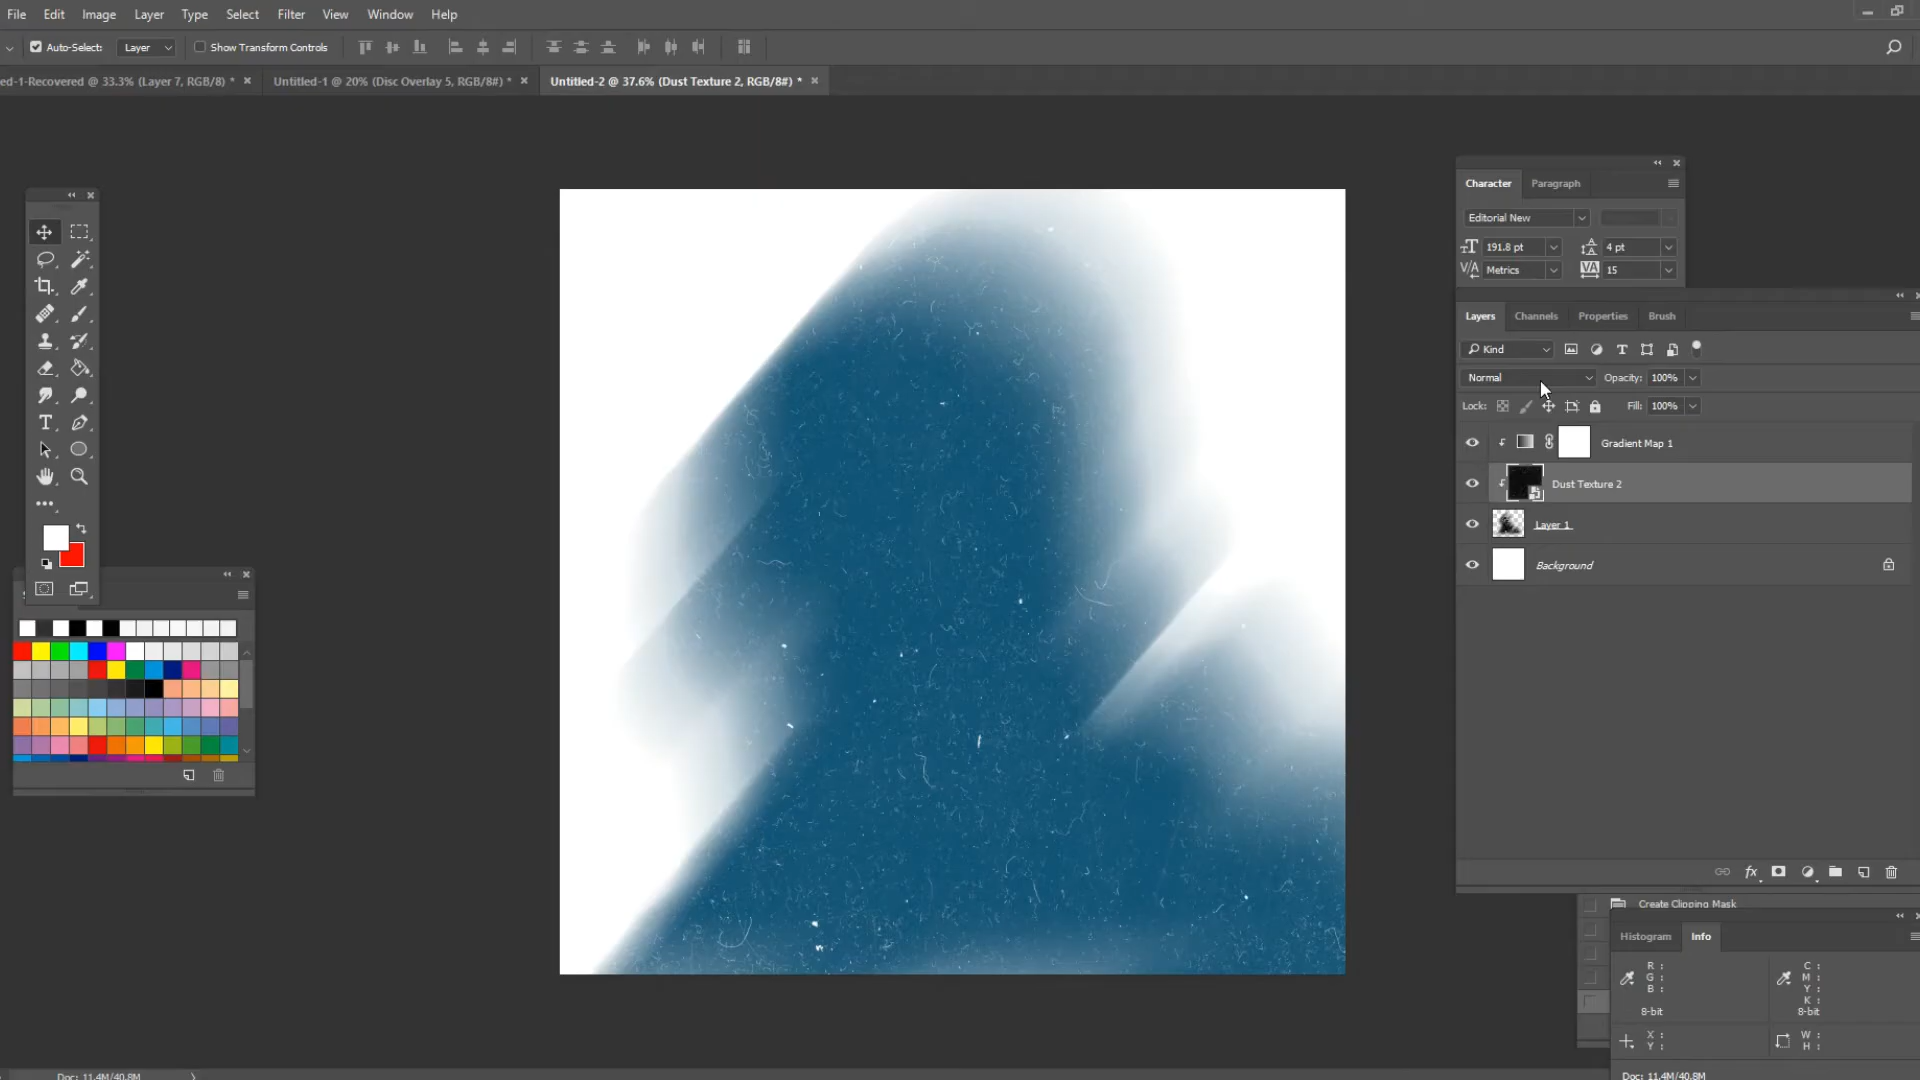 File Edit Image Layer Type Select Filter View Window Help
Auto-Select: Layer Show Transform Controls
ed-1-Recovered @ 33.3% (Layer 7, RGB/8) * × Untitled-1 @ 20% (Disc Overlay 5, RGB/8#) * × Untitled-2 @ 37.6% (Dust Texture 2, RGB/8#) * ×
Character Paragraph
Editorial New
191.8 pt 4 pt
Metrics 15
Layers Channels Properties Brush
Kind
Normal Opacity: 100%
Lock: Fill: 100%
Gradient Map 1
Dust Texture 2
Layer 1
Background
fx
Create Clipping Mask
Histogram Info
R : C :
G : M :
B : Y :
K :
8-bit 8-bit
X : W :
Y : H :
Doc: 11.4M/40.8M
Doc: 11.4M/40.8M